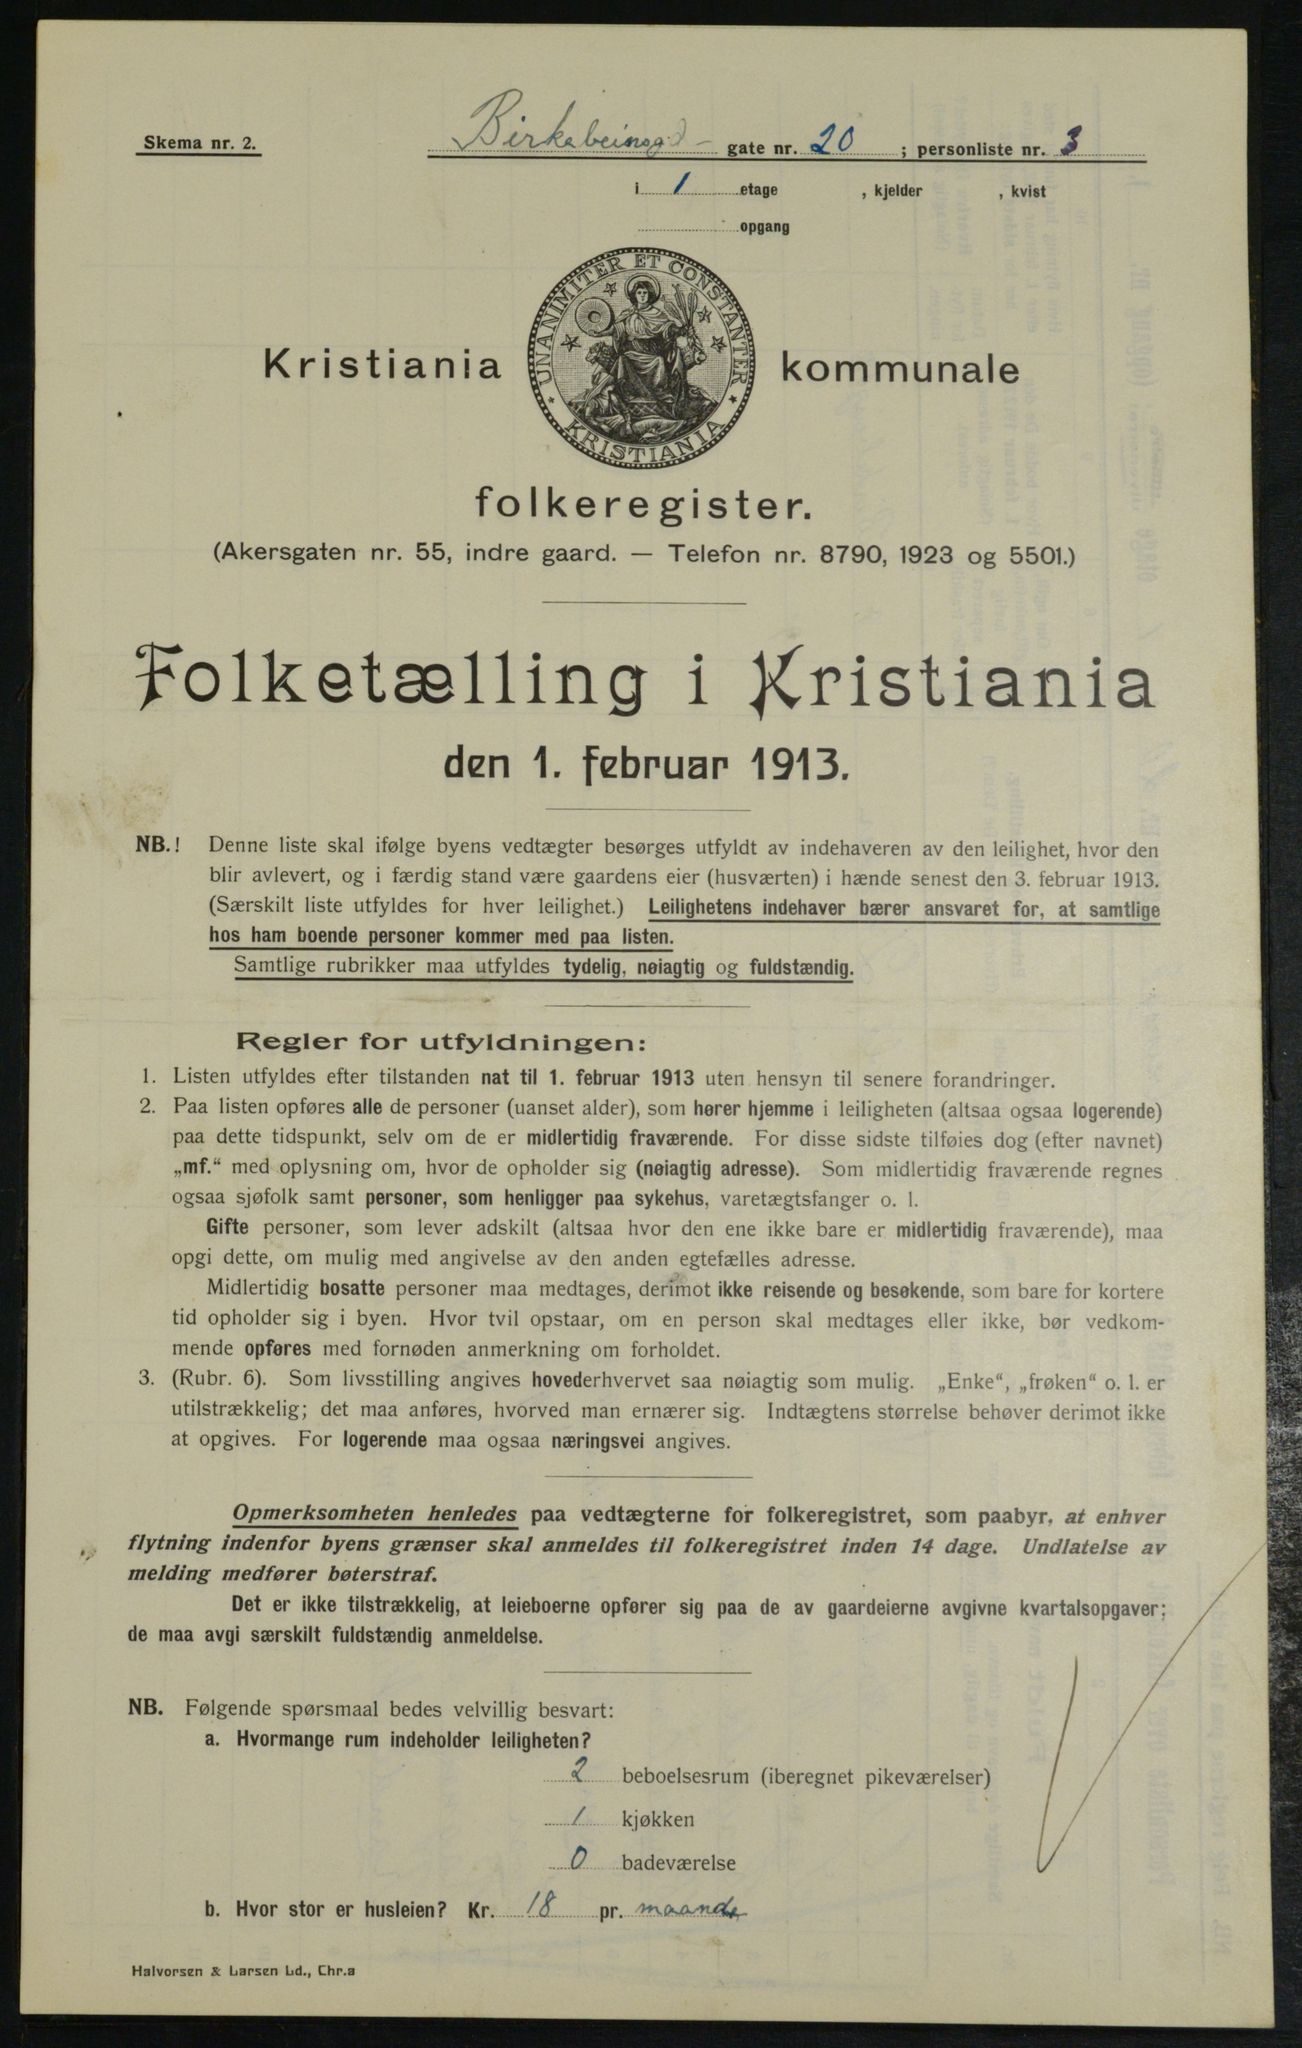 Skema nr. 2.
Birkebeinsgd gate nr. 20 ; personliste nr. 3
i 1 etage , kjelder , kvist
opgang
UNANIMITER ET CONSTANTER
KRISTIANIA
Kristiania kommunale
folkeregister.
(Akersgaten nr. 55, indre gaard. — Telefon nr. 8790, 1923 og 5501.)
Folketælling i Kristiania
den 1. februar 1913.
NB.! Denne liste skal ifølge byens vedtægter besørges utfyldt av indehaveren av den leilighet, hvor den
blir avlevert, og i færdig stand være gaardens eier (husværten) i hænde senest den 3. februar 1913.
(Særskilt liste utfyldes for hver leilighet.) Leilighetens indehaver bærer ansvaret for, at samtlige
hos ham boende personer kommer med paa listen.
Samtlige rubrikker maa utfyldes tydelig, nøiagtig og fuldstændig.
Regler for utfyldningen:
1. Listen utfyldes efter tilstanden nat til 1. februar 1913 uten hensyn til senere forandringer.
2. Paa listen opføres alle de personer (uanset alder), som hører hjemme i leiligheten (altsaa ogsaa logerende)
paa dette tidspunkt, selv om de er midlertidig fraværende. For disse sidste tilføies dog (efter navnet)
„mf.“ med oplysning om, hvor de opholder sig (nøiagtig adresse). Som midlertidig fraværende regnes
ogsaa sjøfolk samt personer, som henligger paa sykehus, varetægtsfanger o. l.
Gifte personer, som lever adskilt (altsaa hvor den ene ikke bare er midlertidig fraværende), maa
opgi dette, om mulig med angivelse av den anden egtefælles adresse.
Midlertidig bosatte personer maa medtages, derimot ikke reisende og besøkende, som bare for kortere
tid opholder sig i byen. Hvor tvil opstaar, om en person skal medtages eller ikke, bør vedkom-
mende opføres med fornøden anmerkning om forholdet.
3. (Rubr. 6). Som livsstilling angives hovederhvervet saa nøiagtig som mulig. „Enke“, „frøken“ o. l. er
utilstrækkelig; det maa anføres, hvorved man ernærer sig. Indtægtens størrelse behøver derimot ikke
at opgives. For logerende maa ogsaa næringsvei angives.
Opmerksomheten henledes paa vedtægterne for folkeregistret, som paabyr, at enhver
flytning indenfor byens grænser skal anmeldes til folkeregistret inden 14 dage. Undlatelse av
melding medfører bøterstraf.
Det er ikke tilstrækkelig, at leieboerne opfører sig paa de av gaardeierne avgivne kvartalsopgaver;
de maa avgi særskilt fuldstændig anmeldelse.
NB. Følgende spørsmaal bedes velvillig besvart:
a. Hvormange rum indeholder leiligheten?
2 beboelsesrum (iberegnet pikeværelser)
1 kjøkken
0 badeværelse
b. Hvor stor er husleien? Kr. 18 pr. maande
Halvorsen & Larsen Ld., Chr.a